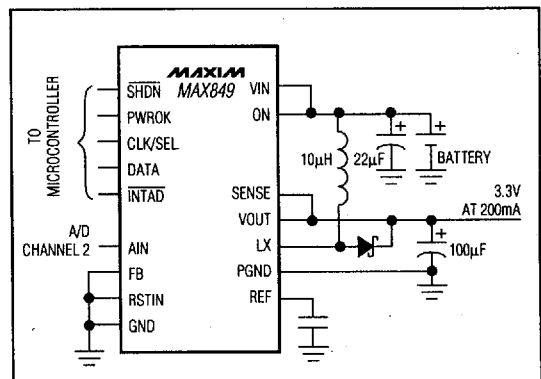 MAXIM
MAX849
TO
MICROCONTROLLER
SHDN
PWROK
CLK/SEL
DATA
INTAD
A/D
CHANNEL 2
AIN
FB
RSTIN
GND
VIN
ON
SENSE
VOUT
LX
PGND
REF
10µH
22µF
+
+
BATTERY
3.3V
AT 200mA
+
100µF